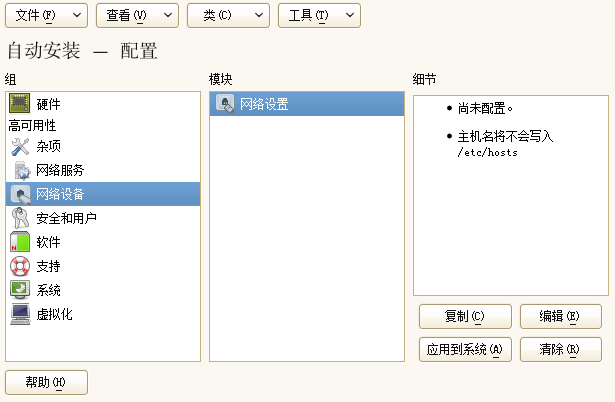 文件(F) 查看(V) 类(C) 工具(T)
自动安装 — 配置
组 模块 细节
硬件
高可用性
杂项
网络服务
网络设备
安全和用户
软件
支持
系统
虚拟化
网络设置
• 尚未配置。
• 主机名将不会写入
/etc/hosts
复制(C) 编辑(E)
应用到系统(A) 清除(R)
帮助(H)